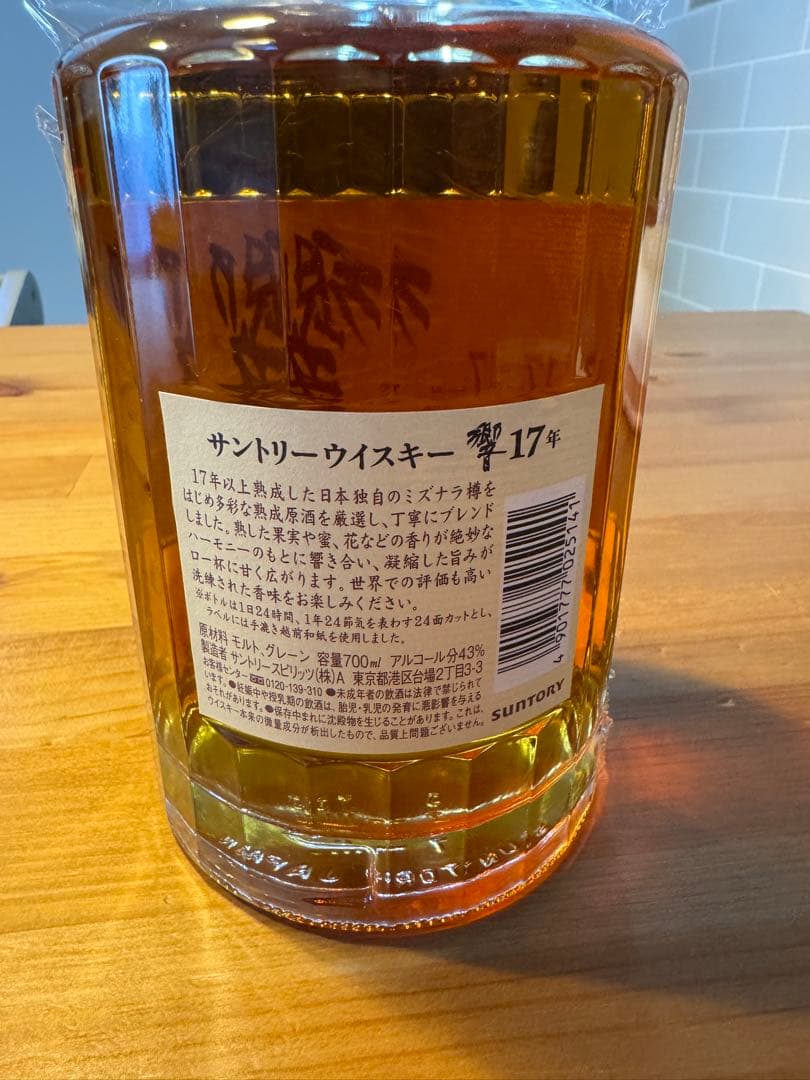 サントリーウイスキー 響17年
17年以上熟成した日本独自のミズナラ樽を
はじめ多彩な熟成原酒を厳選し、丁寧にブレンド
しました。熟した果実や蜜、花などの香りが絶妙な
ハーモニーのもとに響き合い、凝縮した旨みが
口一杯に甘く広がります。世界での評価も高い
洗練された香味をお楽しみください。
※ボトルは1日24時間、1年24節気を表わす24面カットとし、
ラベルには手漉き越前和紙を使用しました。
原材料 モルト、グレーン 容量700ml アルコール分43%
製造者 サントリースピリッツ(株)A 東京都港区台場2丁目3-3
お客様センター 0120-139-310 ●未成年者の飲酒は法律で禁じられて
います。●妊娠中や授乳期の飲酒は、胎児・乳児の発育に悪影響を与える
おそれがあります。●保存中まれに沈殿物を生じることがあります。これは、
ウイスキー本来の微量成分が析出したもので、品質上問題ございません。
SUNTORY
4 901777 025141